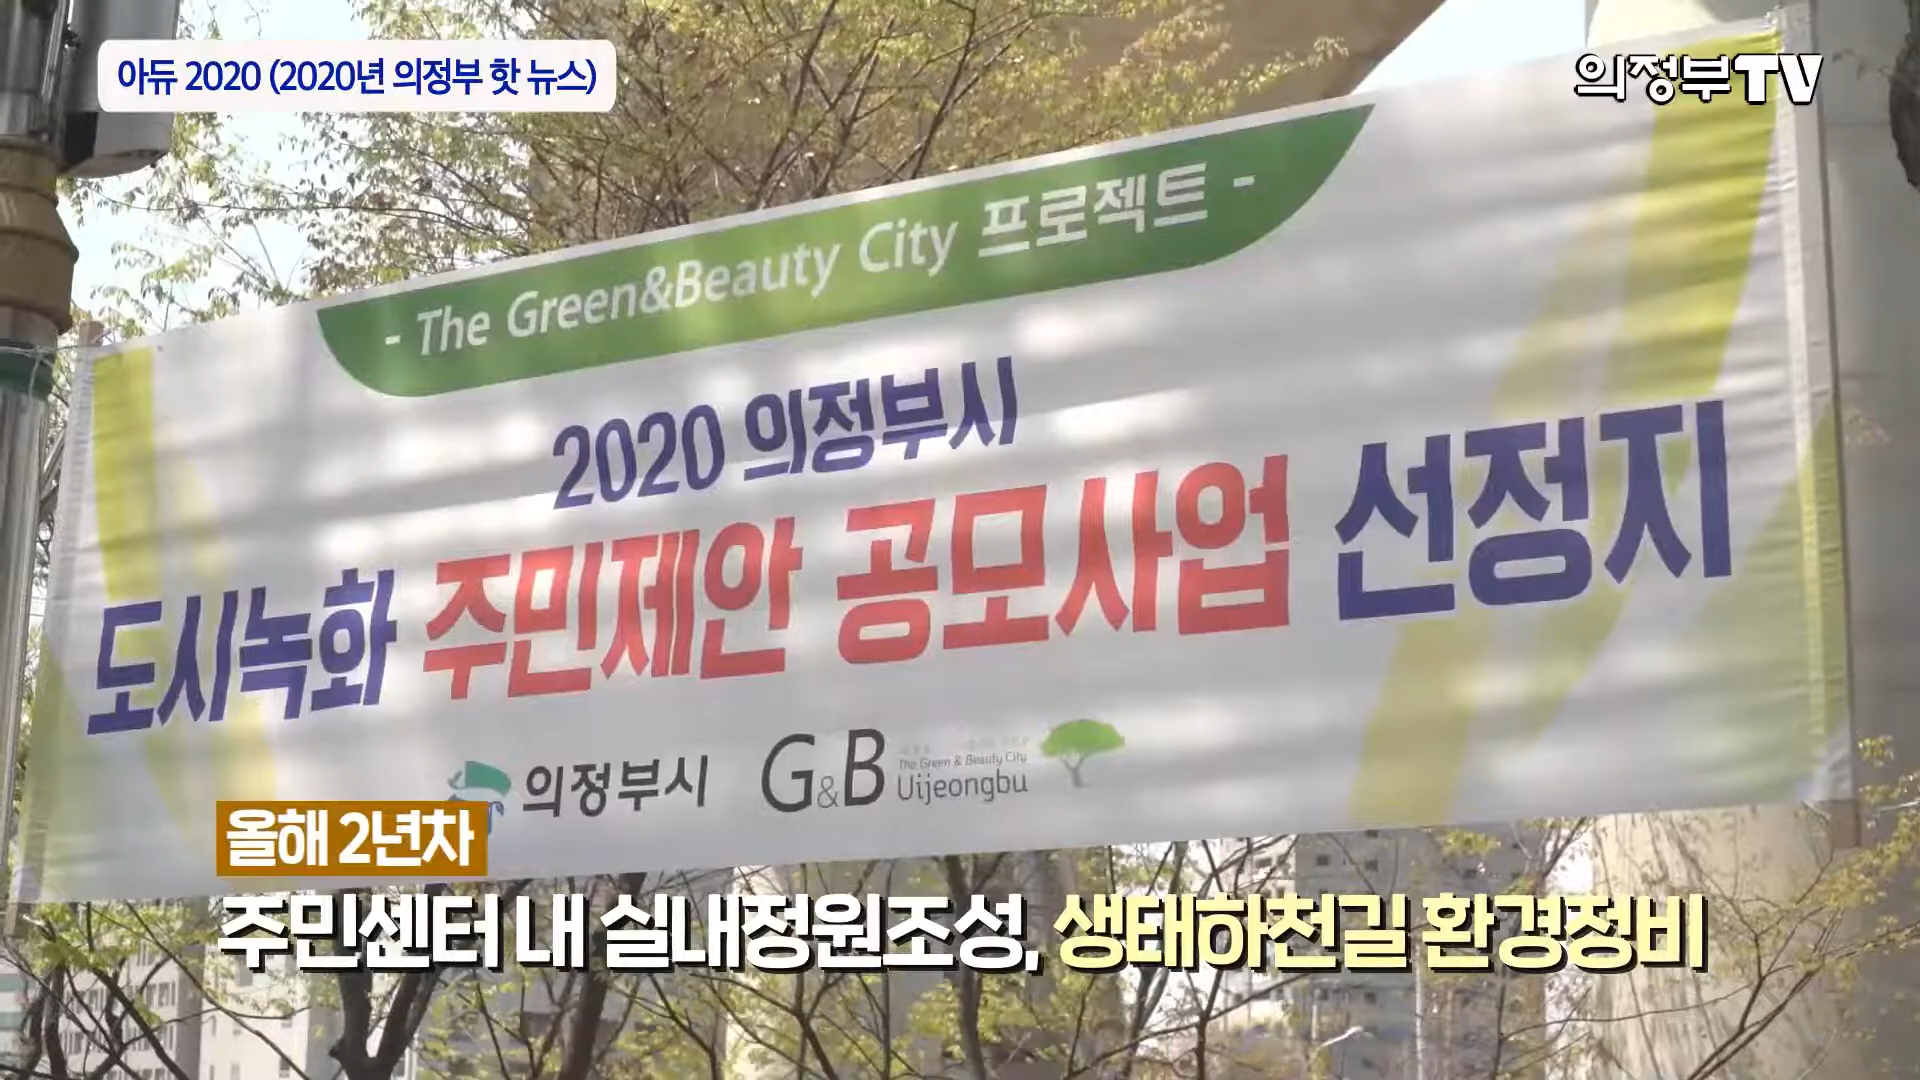 아듀 2020 (2020년 의정부 핫 뉴스)
의정부TV
- The Green&Beauty City 프로젝트 -
2020 의정부시
도시녹화 주민제안 공모사업 선정지
의정부시
G&B
The Green & Beauty City
Uijeongbu
올해 2년차
주민센터 내 실내정원조성, 생태하천길 환경정비